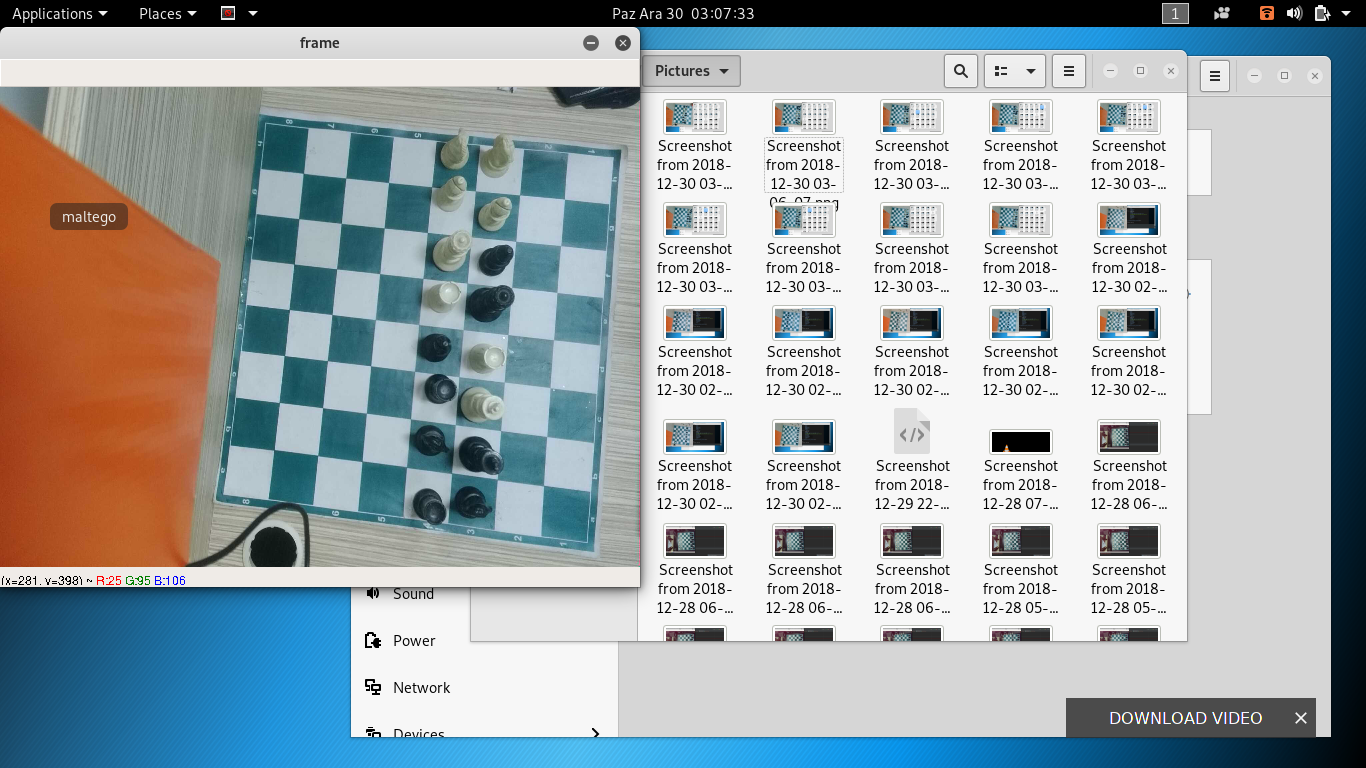 Applications
Places
Paz Ara 30 03:07:33
1
frame
Pictures
maltego
Screenshot
from 2018-
12-30 03-...
Screenshot
from 2018-
12-30 03-
06-07.png
Screenshot
from 2018-
12-30 03-...
Screenshot
from 2018-
12-30 03-...
Screenshot
from 2018-
12-30 03-...
Screenshot
from 2018-
12-30 03-...
Screenshot
from 2018-
12-30 03-...
Screenshot
from 2018-
12-30 03-...
Screenshot
from 2018-
12-30 03-...
Screenshot
from 2018-
12-30 02-...
Screenshot
from 2018-
12-30 02-...
Screenshot
from 2018-
12-30 02-...
Screenshot
from 2018-
12-30 02-...
Screenshot
from 2018-
12-30 02-...
Screenshot
from 2018-
12-30 02-...
Screenshot
from 2018-
12-30 02-...
Screenshot
from 2018-
12-30 02-...
Screenshot
from 2018-
12-29 22-...
Screenshot
from 2018-
12-28 07-...
Screenshot
from 2018-
12-28 06-...
Screenshot
from 2018-
12-28 06-...
Screenshot
from 2018-
12-28 06-...
Screenshot
from 2018-
12-28 06-...
Screenshot
from 2018-
12-28 05-...
Screenshot
from 2018-
12-28 05-...
(x=281, y=398) ~ R:25 G:95 B:106
Sound
Power
Network
Devices
DOWNLOAD VIDEO